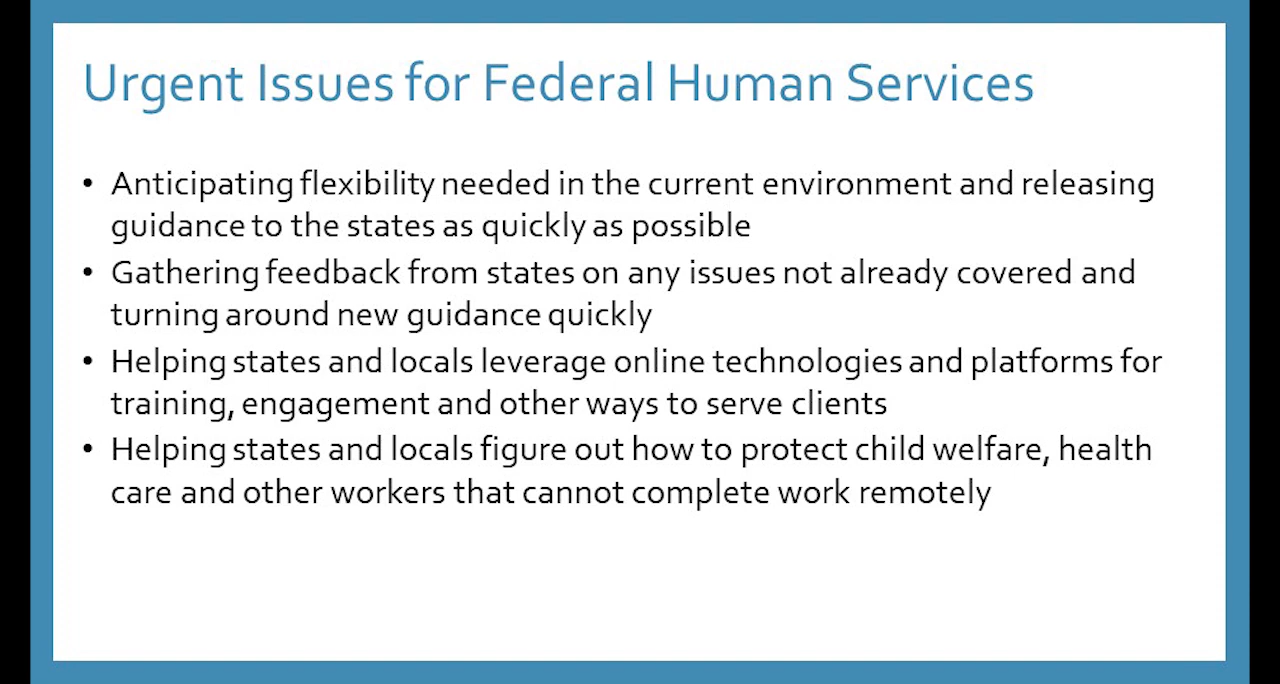 Urgent Issues for Federal Human Services
• Anticipating flexibility needed in the current environment and releasing
guidance to the states as quickly as possible
• Gathering feedback from states on any issues not already covered and
turning around new guidance quickly
• Helping states and locals leverage online technologies and platforms for
training, engagement and other ways to serve clients
• Helping states and locals figure out how to protect child welfare, health
care and other workers that cannot complete work remotely